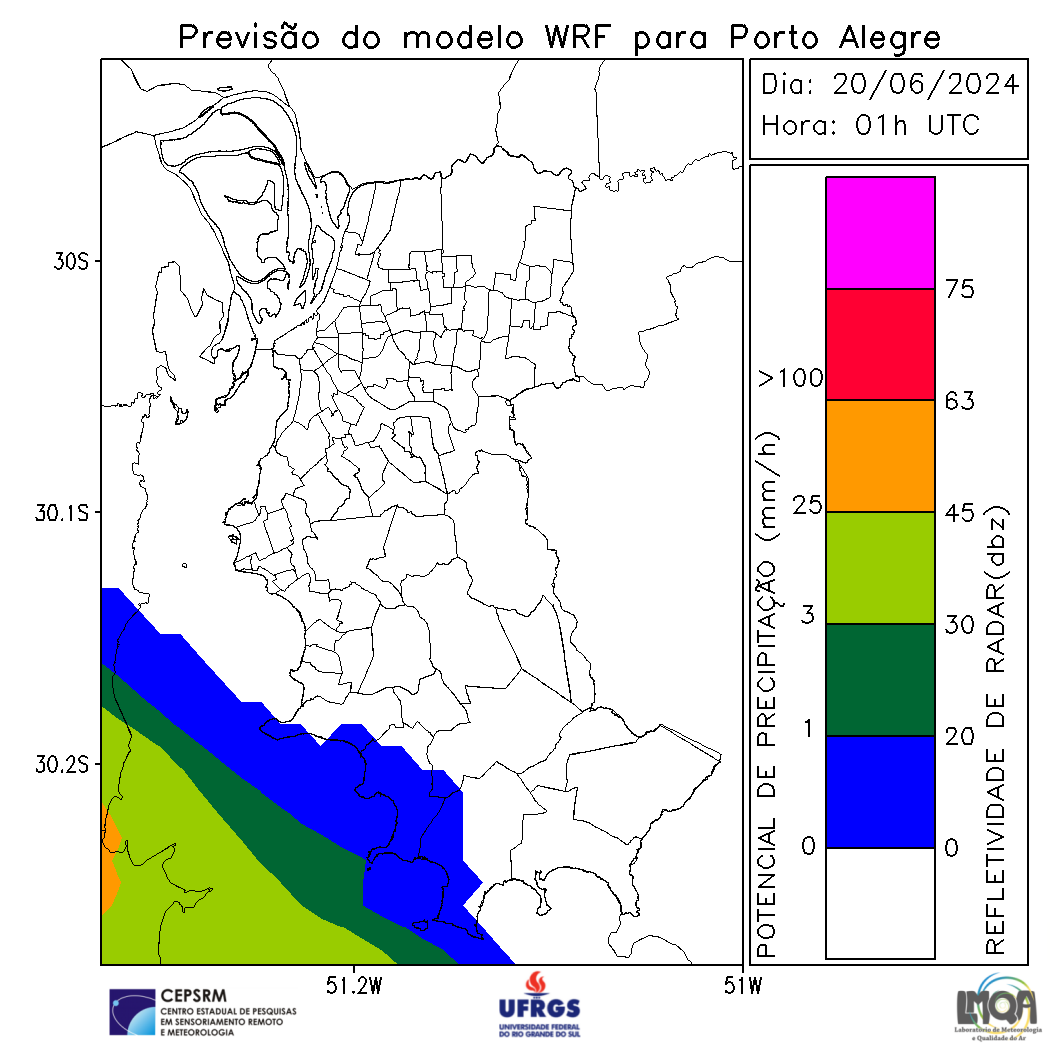 Previsão do modelo WRF para Porto Alegre
Dia: 20/06/2024
Hora: 01h UTC
30S
30.1S
30.2S
51.2W
51W
POTENCIAL DE PRECIPITAÇÃO (mm/h)
>100
25
3
1
0
75
63
45
30
20
0
REFLETIVIDADE DE RADAR(dbz)
CEPSRM
CENTRO ESTADUAL DE PESQUISAS
EM SENSORIAMENTO REMOTO
E METEOROLOGIA
UFRGS
UNIVERSIDADE FEDERAL
DO RIO GRANDE DO SUL
LMQA
Laboratório de Meteorologia
e Qualidade do Ar